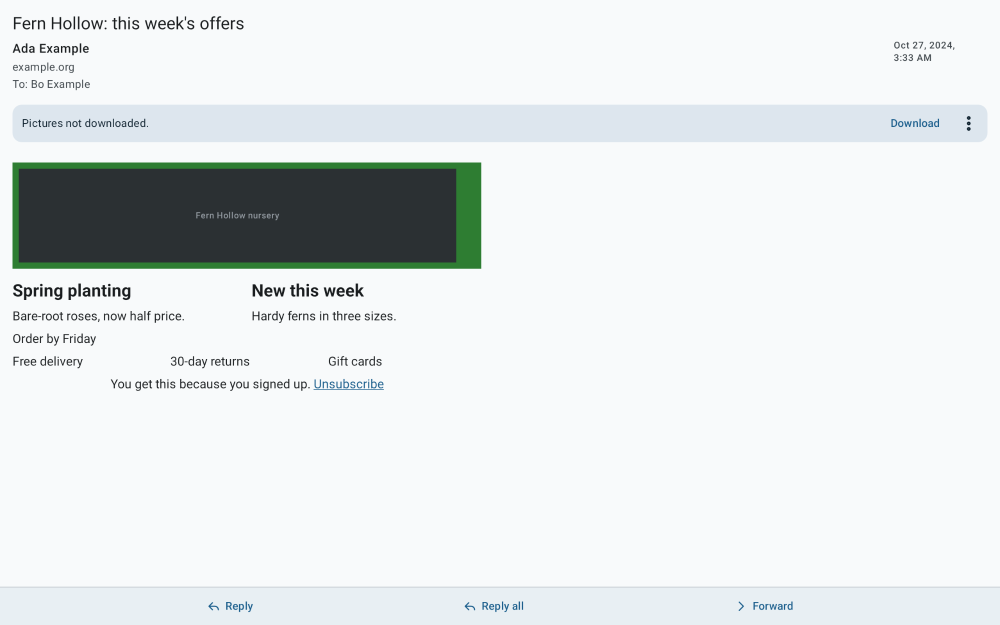 Fern Hollow: this week's offers
Ada Example
example.org
To: Bo Example
Oct 27, 2024,
3:33 AM
Pictures not downloaded.
Download
Fern Hollow nursery
Spring planting
Bare-root roses, now half price.
New this week
Hardy ferns in three sizes.
Order by Friday
Free delivery 30-day returns Gift cards
You get this because you signed up. Unsubscribe
Reply Reply all Forward